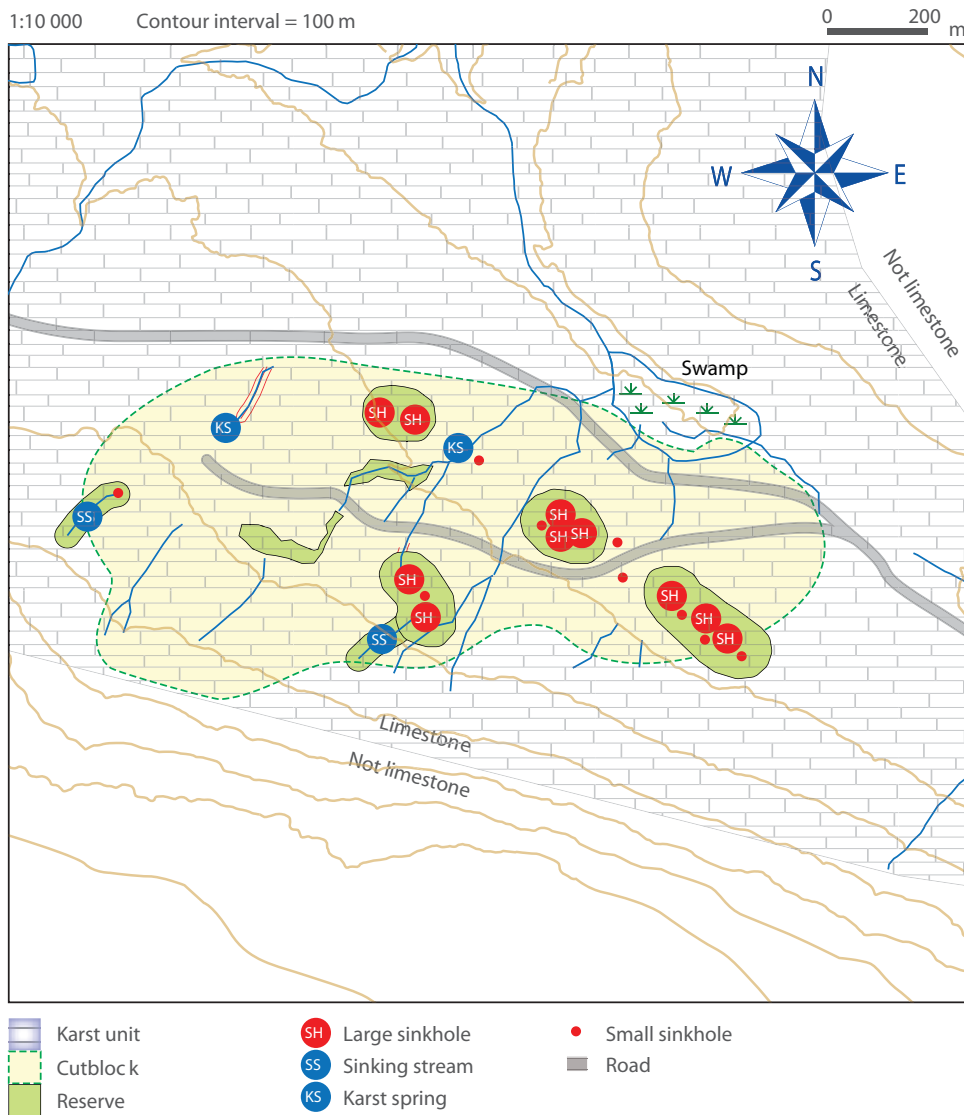 1:10 000 Contour interval = 100 m
0 200 m
N
W E
S
Not limestone
Limestone
Swamp
SH SH
KS
KS
SS
SH
SH SH
SH
SH
SH
SH
SS
SH
SH
Limestone
Not limestone
Karst unit
Cutbloc k
Reserve
SH Large sinkhole
SS Sinking stream
KS Karst spring
Small sinkhole
Road